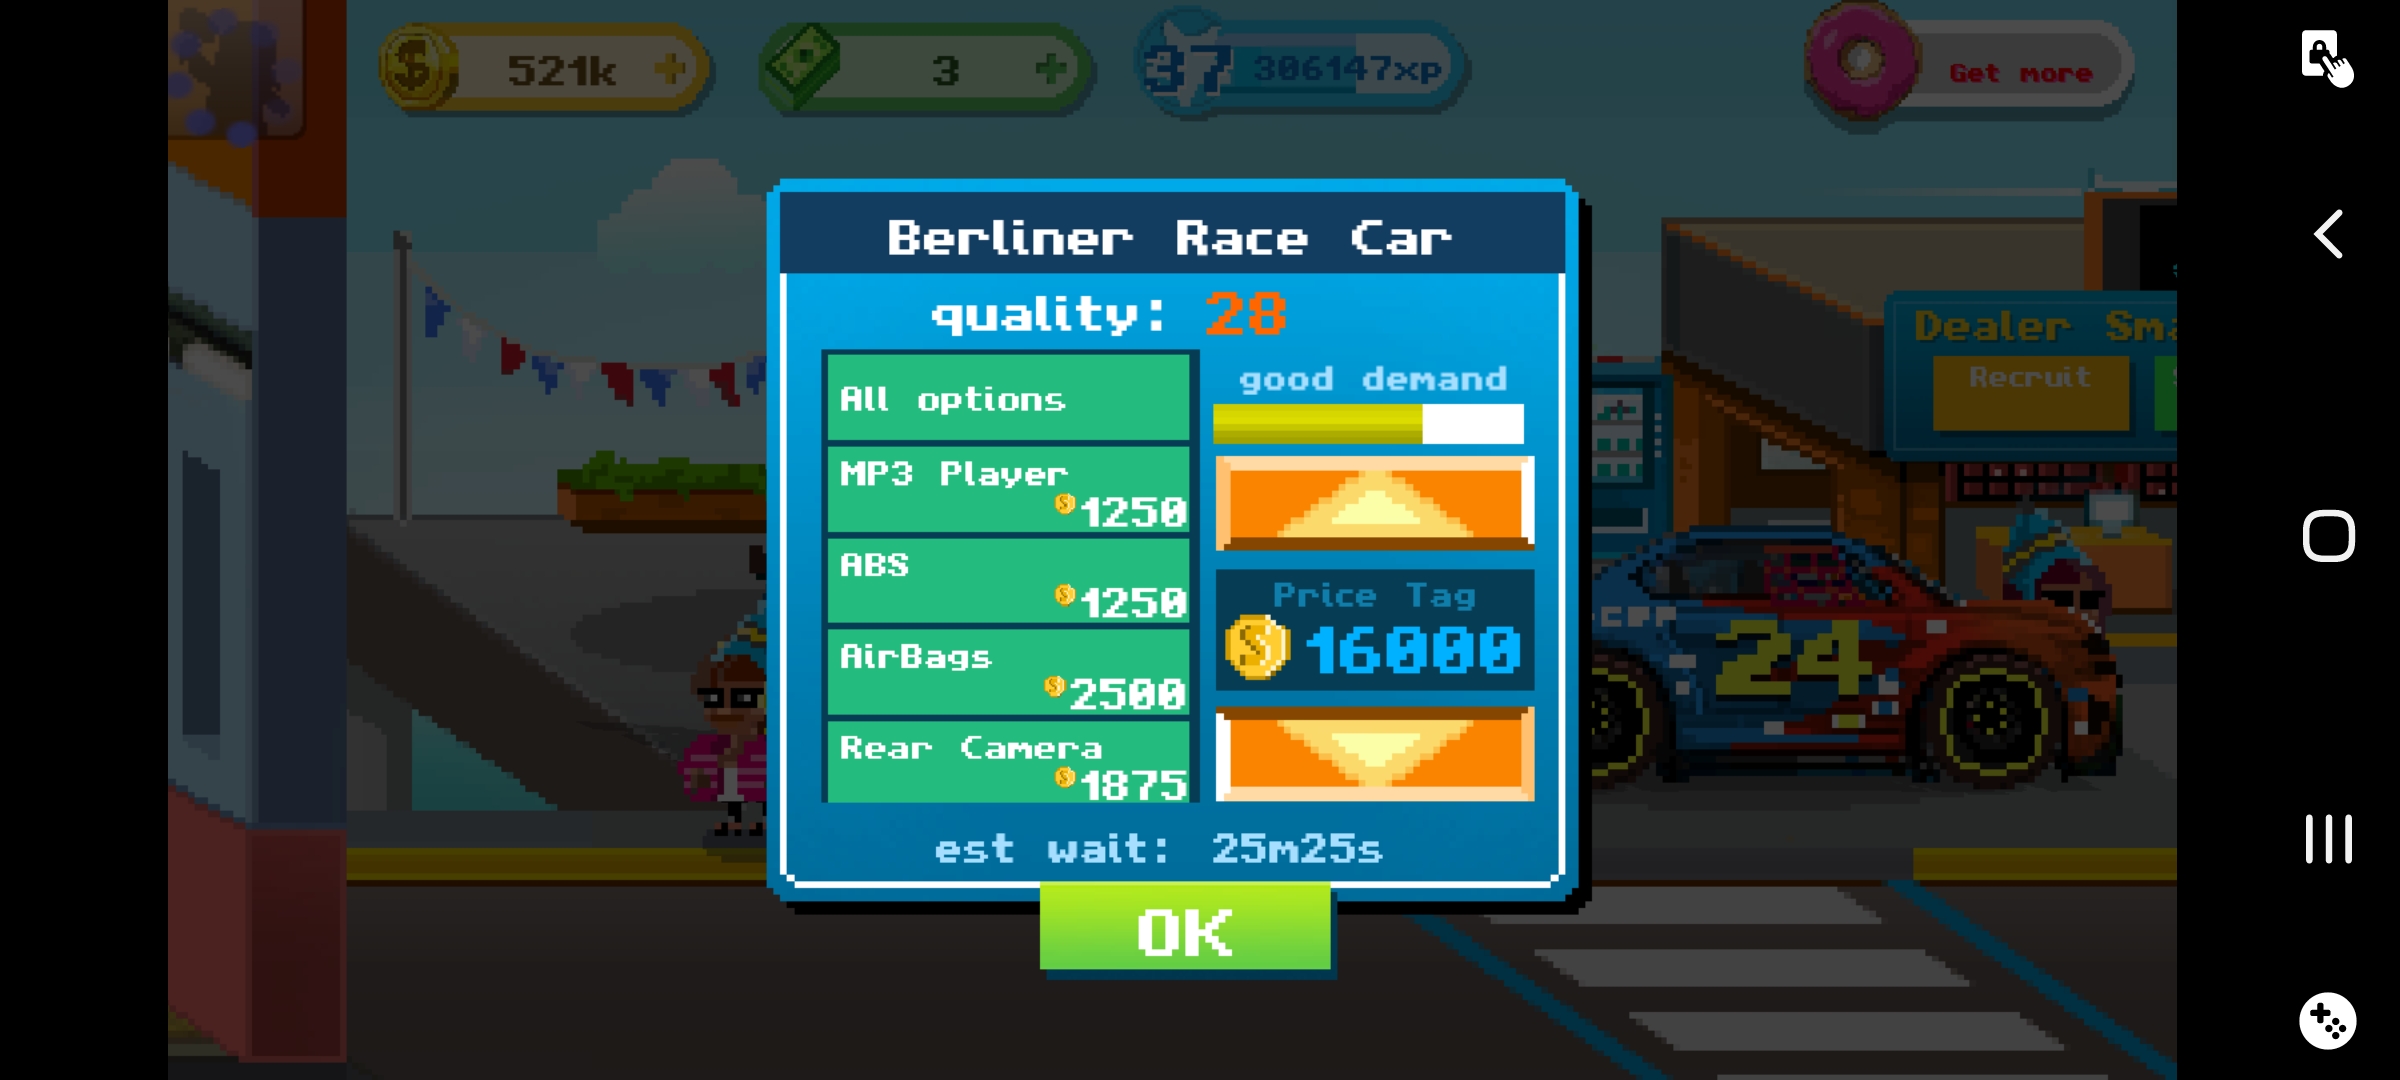 521k
3
37
306147xp
Get more
Berliner Race Car
quality: 28
All options
good demand
MP3 Player
1250
ABS
1250
AirBags
2500
Rear Camera
1875
Price Tag
16000
est wait: 25m25s
OK
Dealer
Recruit
24